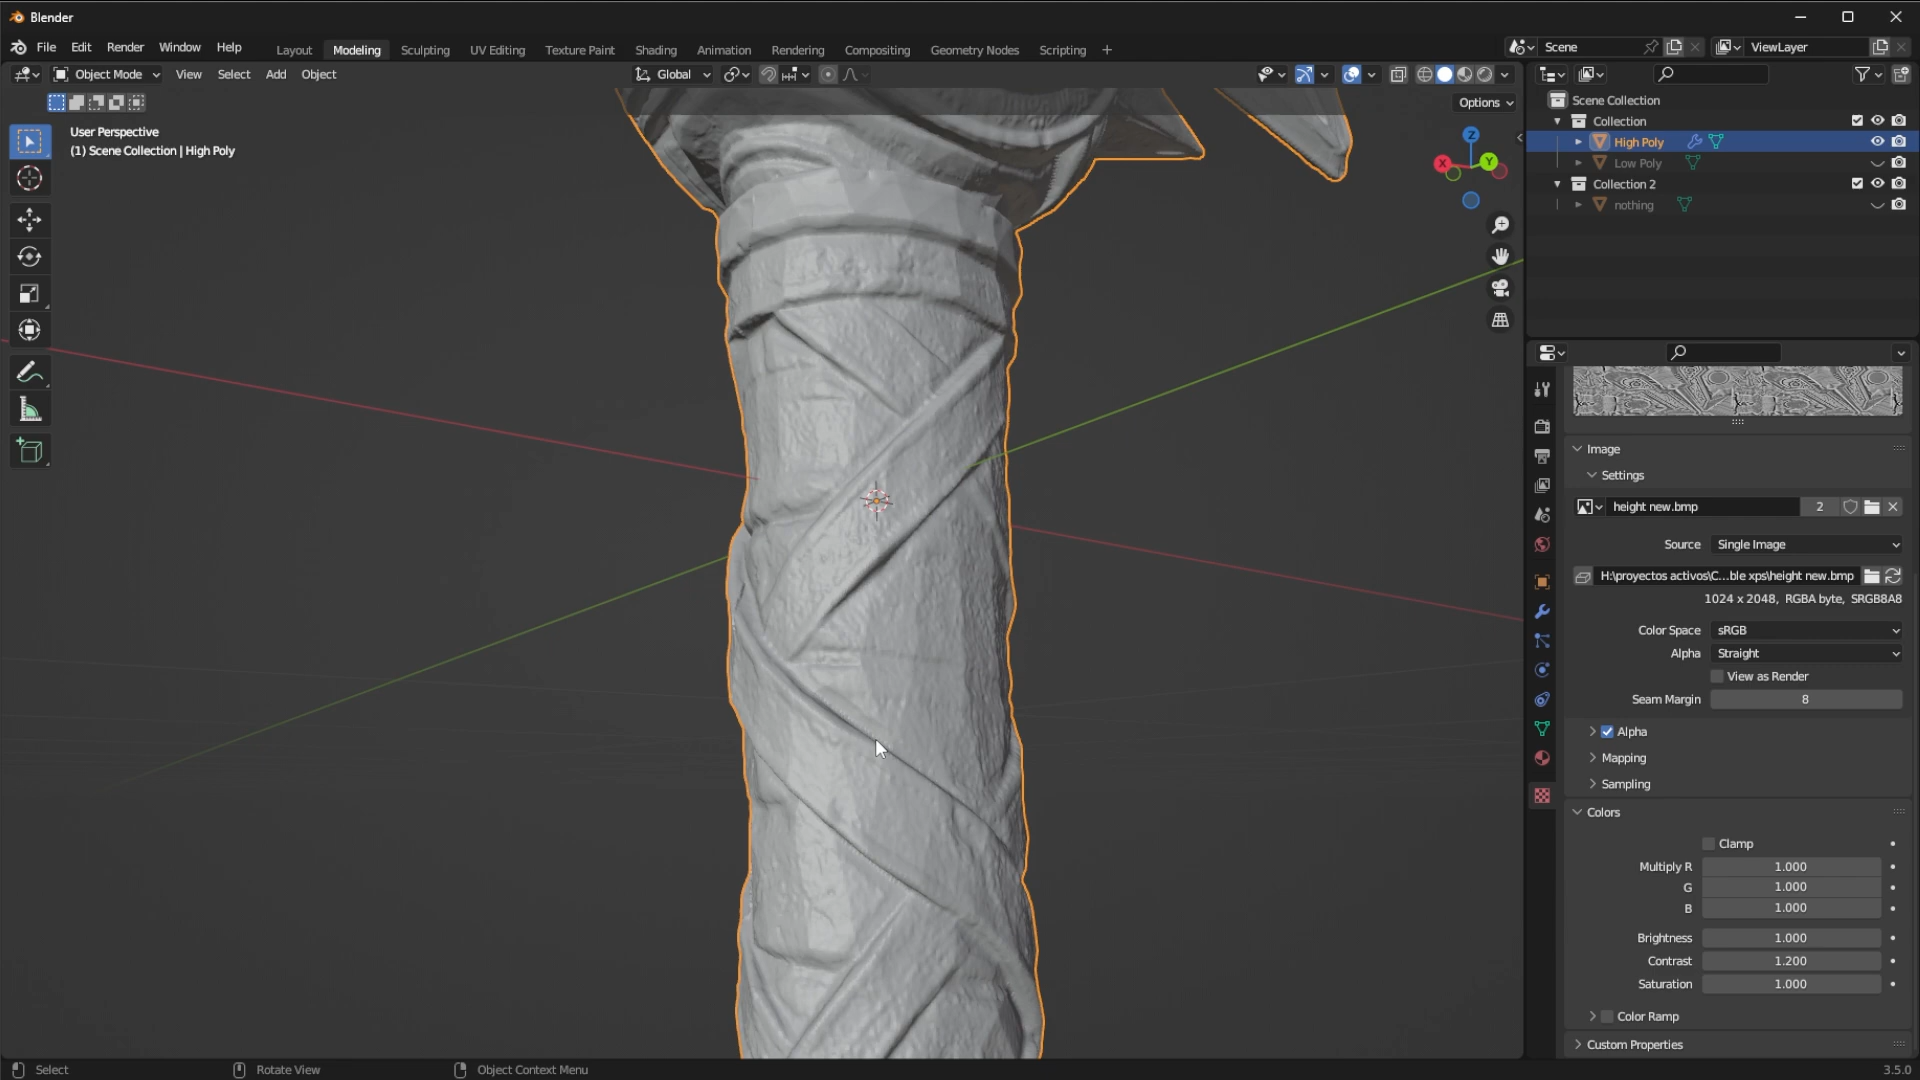 Blender
File Edit Render Window Help
Layout Modeling Sculpting UV Editing Texture Paint Shading Animation Rendering Compositing Geometry Nodes Scripting +
Scene
ViewLayer
Object Mode View Select Add Object
Global
Options
User Perspective
(1) Scene Collection | High Poly
Z
X
Y
Scene Collection
Collection
High Poly
Low Poly
Collection 2
nothing
Image
Settings
height new.bmp 2
Source Single Image
H:\proyectos activos\C...ble xps\height new.bmp
1024 x 2048, RGBA byte, SRGB8A8
Color Space sRGB
Alpha Straight
View as Render
Seam Margin 8
Alpha
Mapping
Sampling
Colors
Clamp
Multiply R 1.000
G 1.000
B 1.000
Brightness 1.000
Contrast 1.200
Saturation 1.000
Color Ramp
Custom Properties
Select Rotate View Object Context Menu 3.5.0